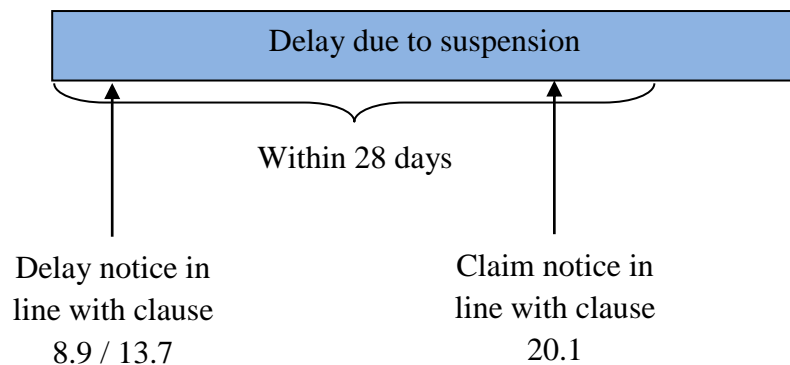 Delay due to suspension
Within 28 days
Delay notice in
line with clause
8.9 / 13.7
Claim notice in
line with clause
20.1